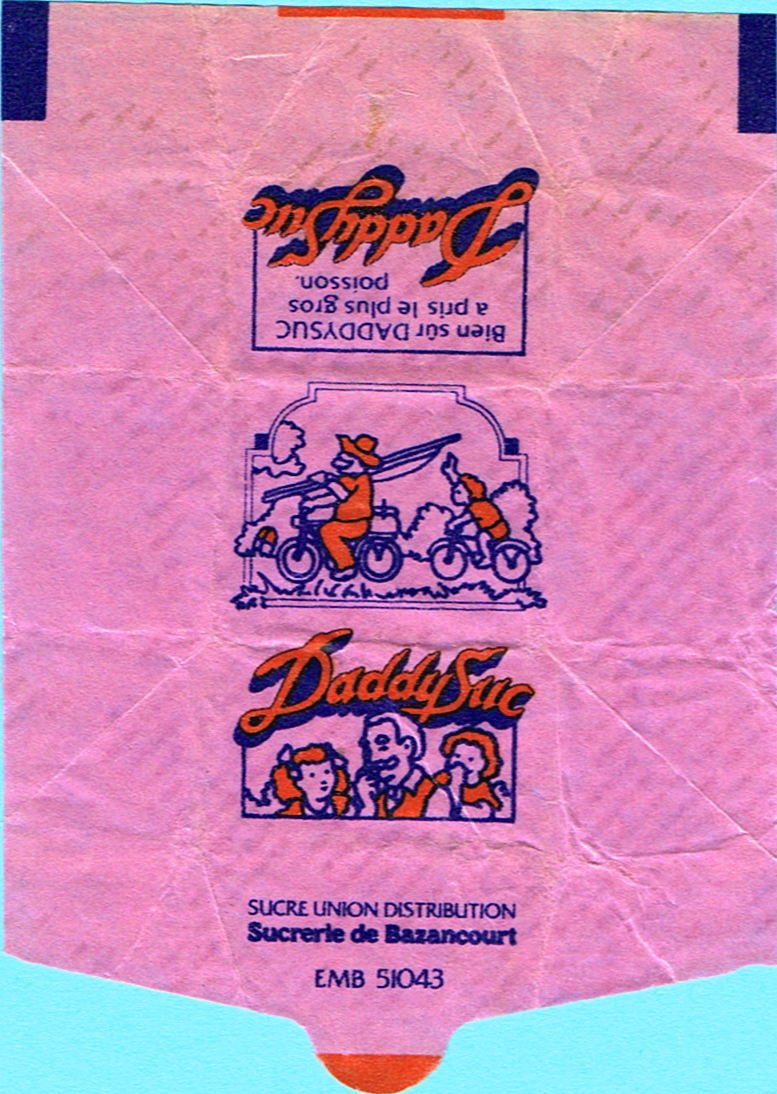 DaddySuc
Bien sûr DADDYSUC
a pris le plus gros
poisson.
DaddySuc
SUCRE UNION DISTRIBUTION
Sucrerie de Bazancourt
EMB 51043